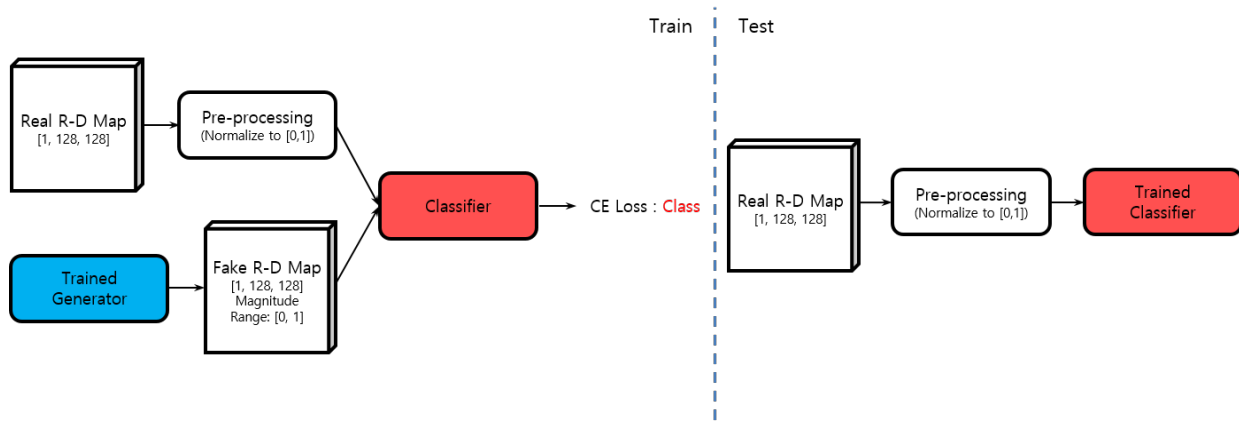 Train
Test
Real R-D Map
[1, 128, 128]
Pre-processing
(Normalize to [0,1])
Trained
Generator
Fake R-D Map
[1, 128, 128]
Magnitude
Range: [0, 1]
Classifier
CE Loss : Class
Real R-D Map
[1, 128, 128]
Pre-processing
(Normalize to [0,1])
Trained
Classifier